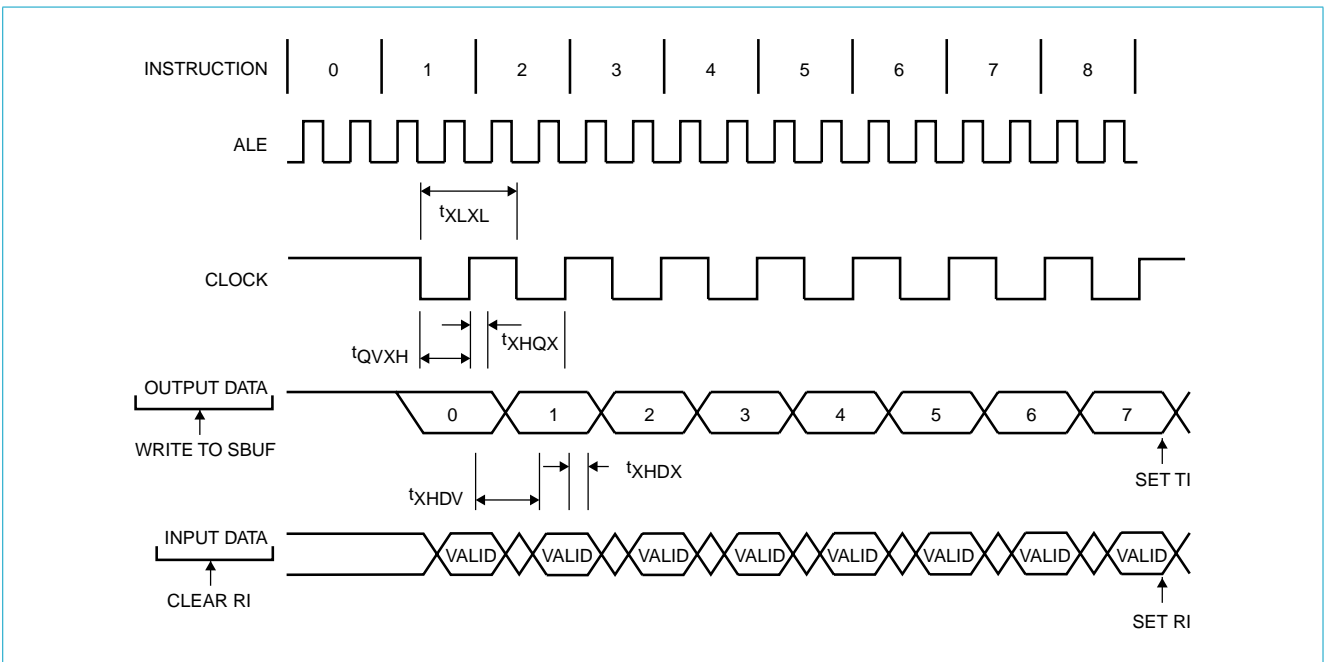 INSTRUCTION 0 1 2 3 4 5 6 7 8
ALE
tXLXL
CLOCK
tQVXH tXHQX
OUTPUT DATA 0 1 2 3 4 5 6 7
WRITE TO SBUF
SET TI
tXHDV tXHDX
INPUT DATA VALID VALID VALID VALID VALID VALID VALID VALID
CLEAR RI
SET RI